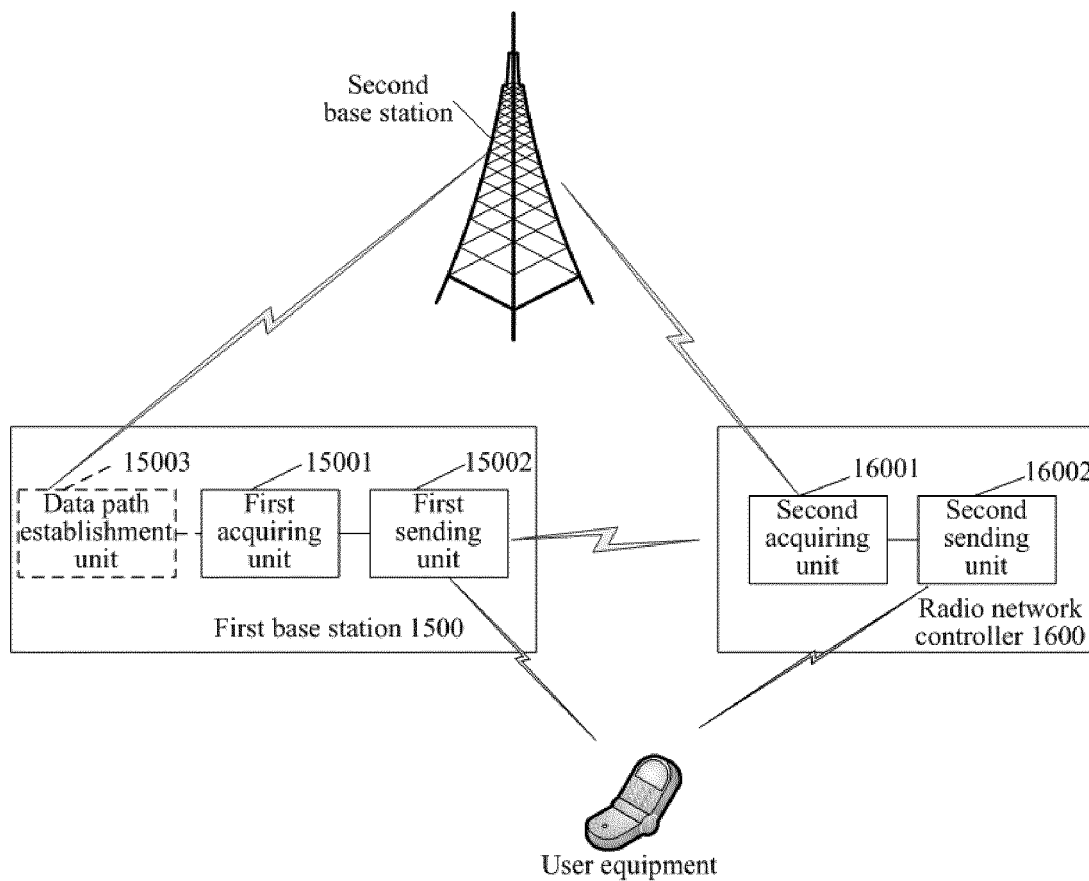 Second
base station
15003
15001
15002
16001
16002
Data path
establishment
unit
First
acquiring
unit
First
sending
unit
Second
acquiring
unit
Second
sending
unit
First base station 1500
Radio network
controller 1600
User equipment